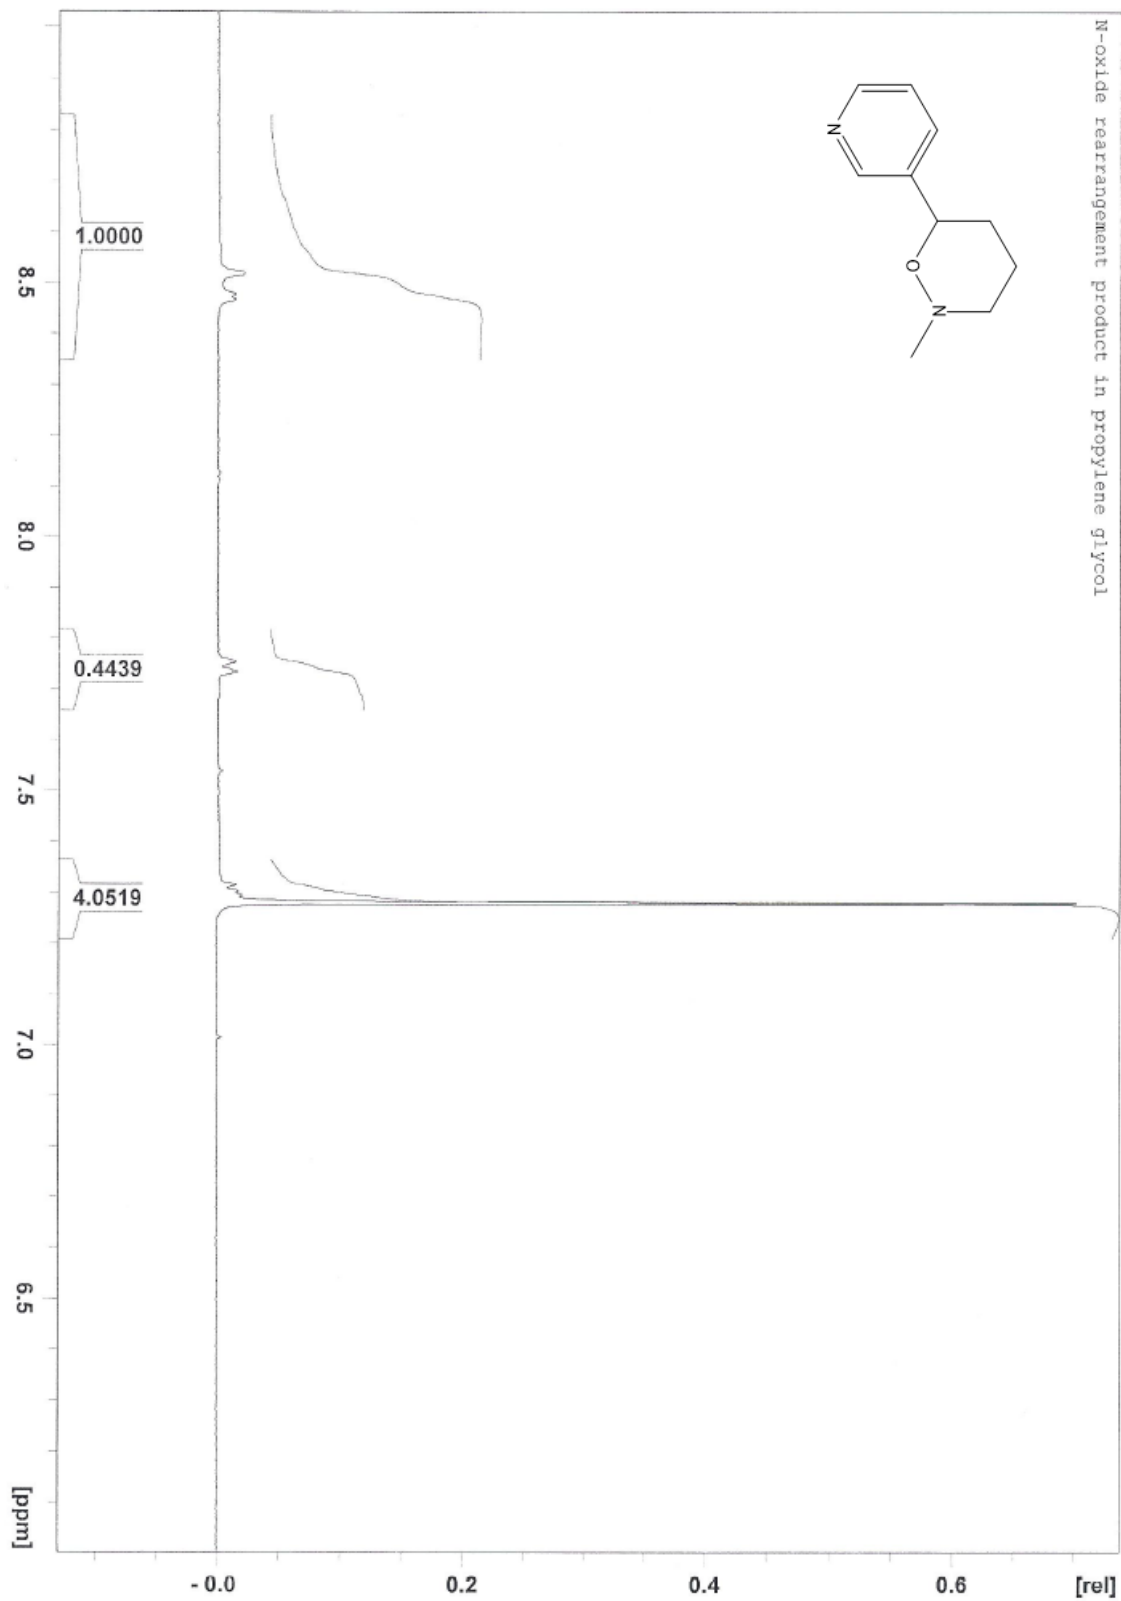 N-oxide rearrangement product in propylene glycol
N
O
N
1.0000
0.4439
4.0519
8.5
8.0
7.5
7.0
6.5
[ppm]
- 0.0
0.2
0.4
0.6
[rel]